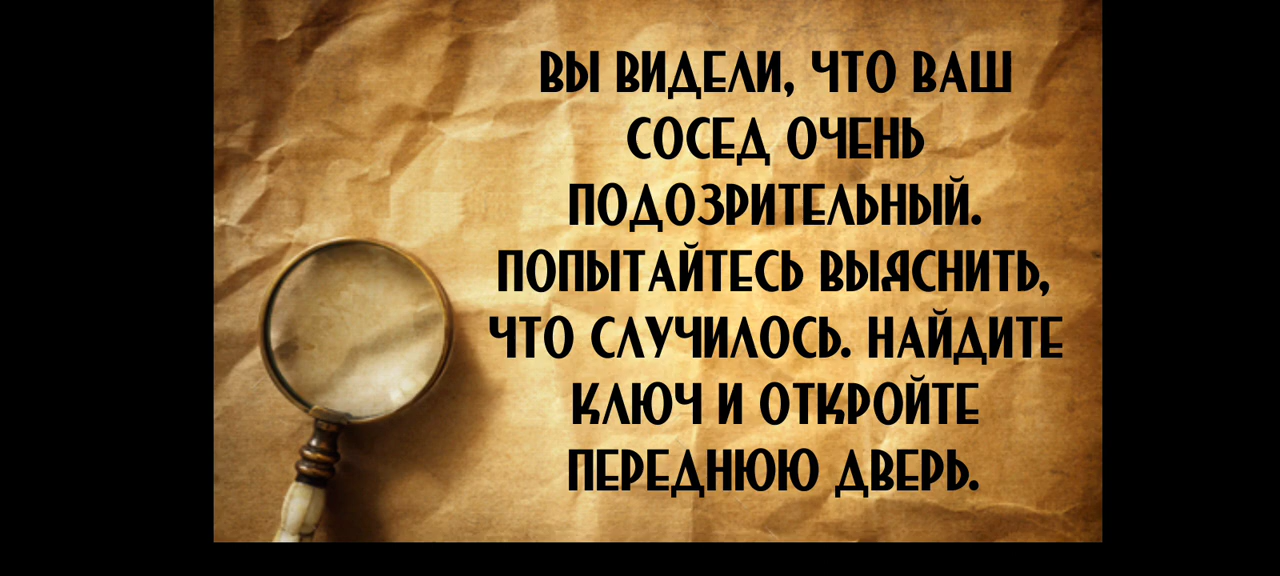 ВЫ ВИДЕЛИ, ЧТО ВАШ
СОСЕД ОЧЕНЬ
ПОДОЗРИТЕЛЬНЫЙ.
ПОПЫТАЙТЕСЬ ВЫЯСНИТЬ,
ЧТО СЛУЧИЛОСЬ. НАЙДИТЕ
КЛЮЧ И ОТКРОЙТЕ
ПЕРЕДНЮЮ ДВЕРЬ.